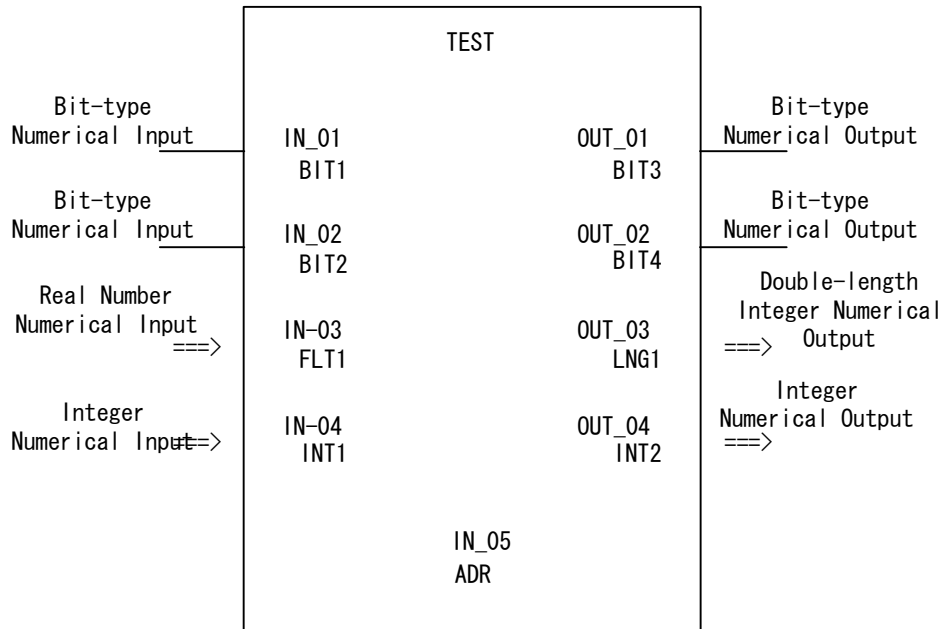 TEST
Bit-type
Numerical Input
IN_01
BIT1
OUT_01
BIT3
Bit-type
Numerical Output
Bit-type
Numerical Input
IN_02
BIT2
OUT_02
BIT4
Bit-type
Numerical Output
Real Number
Numerical Input
===>
IN-03
FLT1
OUT_03
LNG1
===>
Double-length
Integer Numerical
Output
Integer
Numerical Input
===>
IN-04
INT1
OUT_04
INT2
===>
Integer
Numerical Output
IN_05
ADR